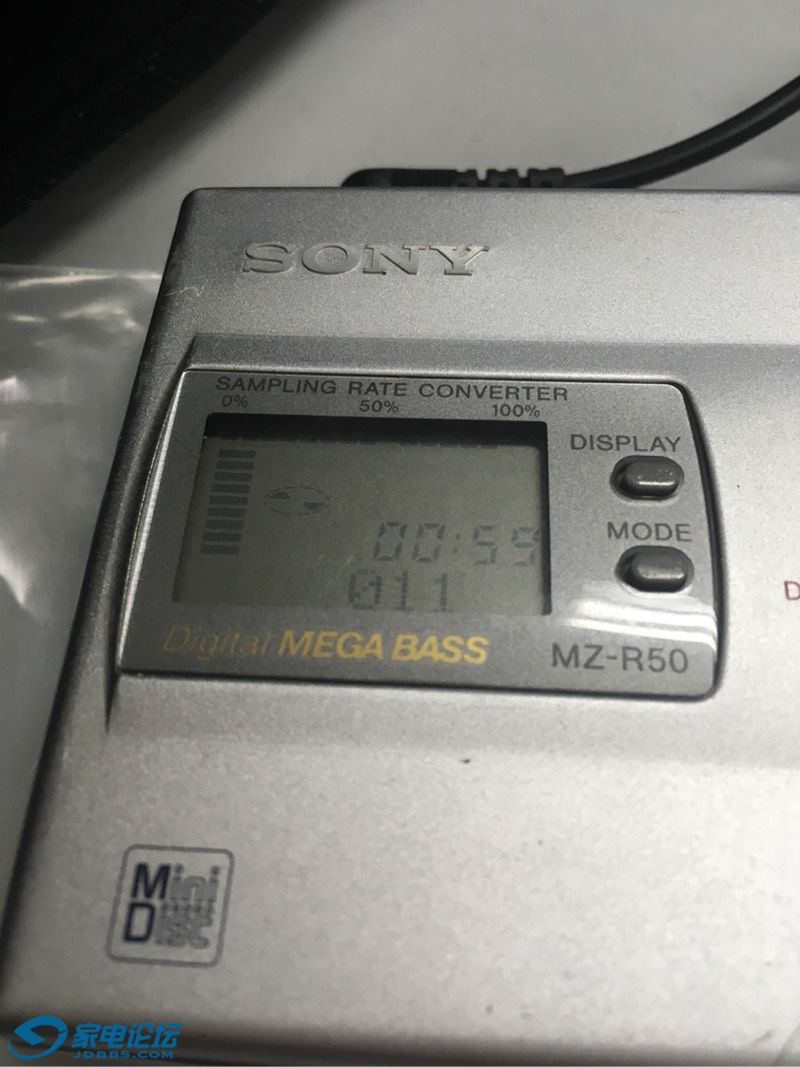 SONY
SAMPLING RATE CONVERTER
0% 50% 100%
DISPLAY
MODE
00:59
011
Digital MEGA BASS
MZ-R50
D
Mini
Disc
家电论坛
JDBBS.COM